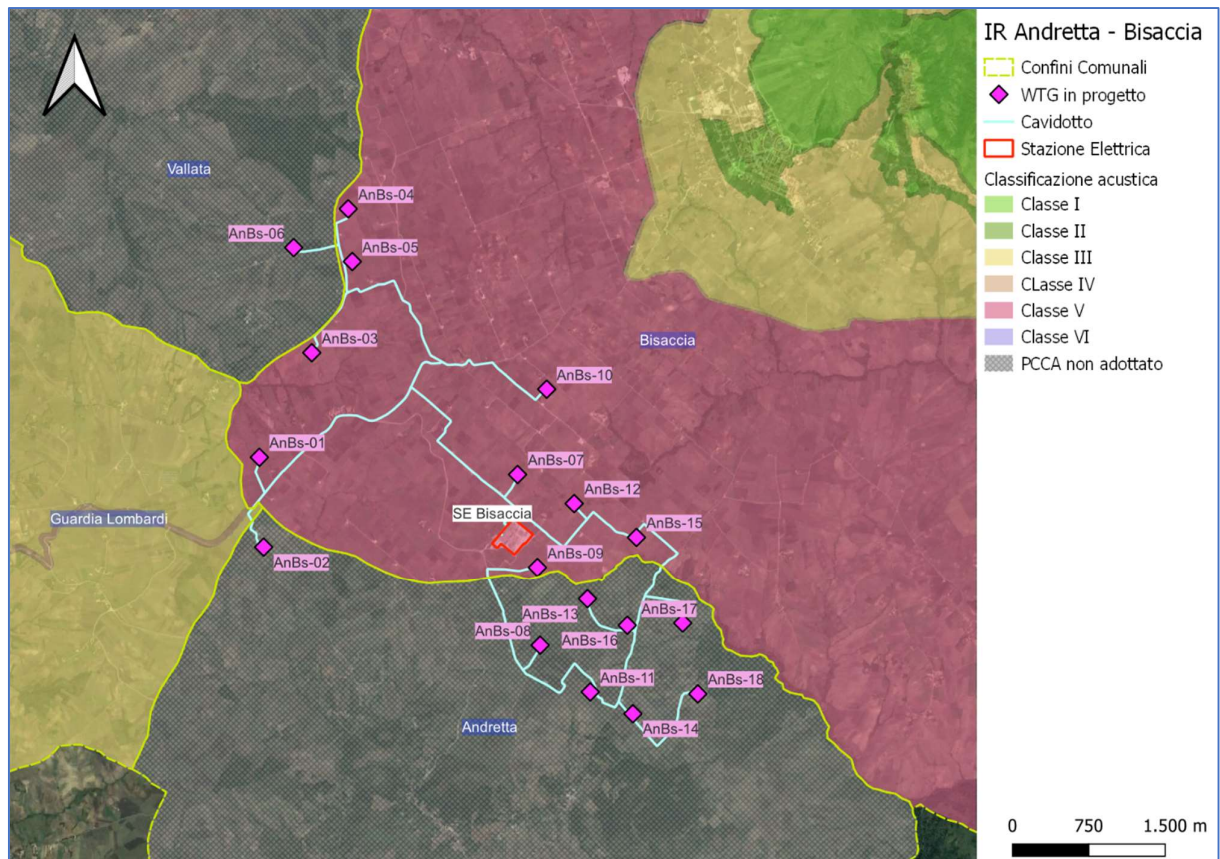 IR Andretta - Bisaccia
Confini Comunali
WTG in progetto
Cavidotto
Stazione Elettrica
Classificazione acustica
Classe I
Classe II
Classe III
CLasse IV
Classe V
Classe VI
PCCA non adottato
Vallata
AnBs-04
AnBs-06
AnBs-05
AnBs-03
Bisaccia
AnBs-10
AnBs-01
AnBs-07
AnBs-12
SE Bisaccia
AnBs-15
Guardia Lombardi
AnBs-02
AnBs-09
AnBs-13
AnBs-17
AnBs-08
AnBs-16
AnBs-11
AnBs-18
Andretta
AnBs-14
0 750 1.500 m